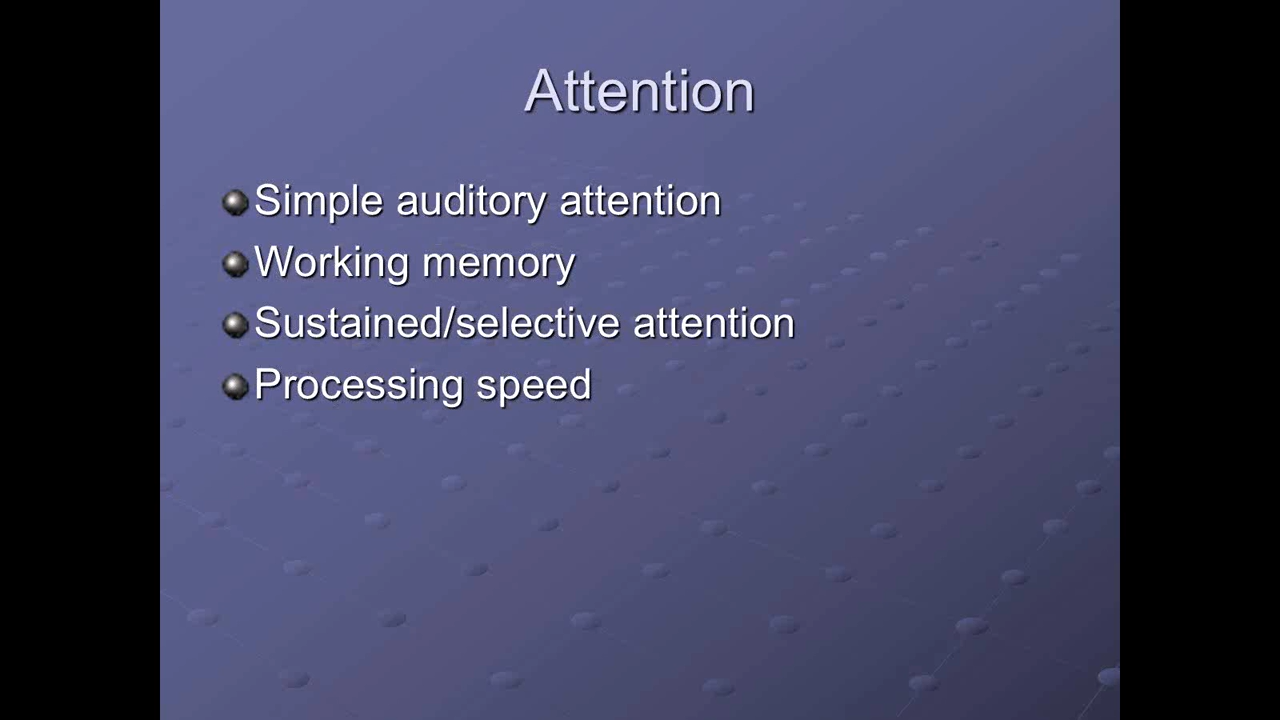 Attention
Simple auditory attention
Working memory
Sustained/selective attention
Processing speed